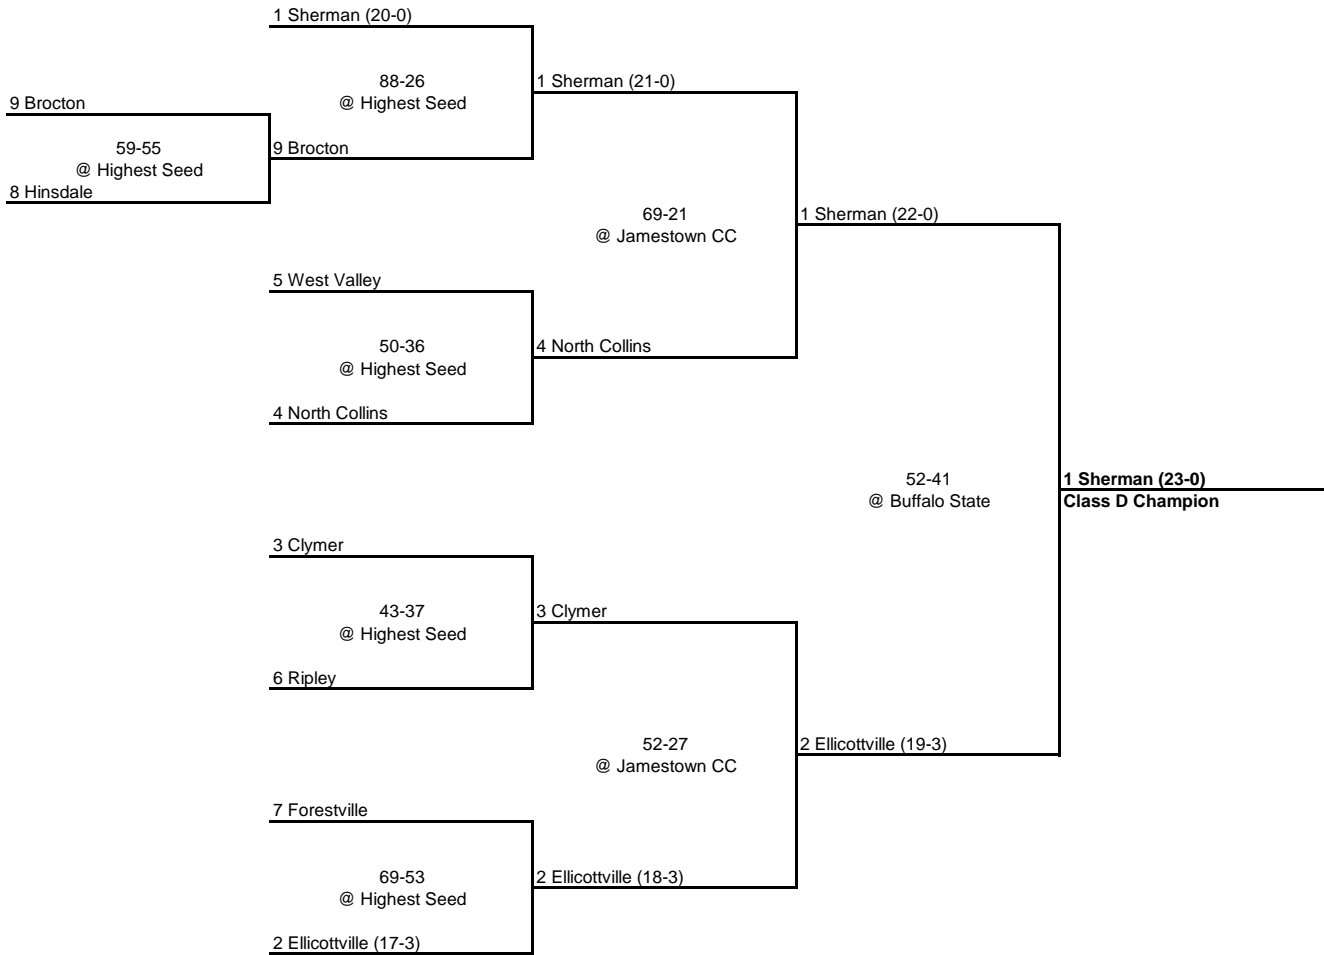 1 Sherman (20-0)
88-26
@ Highest Seed
1 Sherman (21-0)
9 Brocton
59-55
@ Highest Seed
9 Brocton
8 Hinsdale
69-21
@ Jamestown CC
1 Sherman (22-0)
5 West Valley
50-36
@ Highest Seed
4 North Collins
4 North Collins
52-41
@ Buffalo State
1 Sherman (23-0)
Class D Champion
3 Clymer
43-37
@ Highest Seed
3 Clymer
6 Ripley
52-27
@ Jamestown CC
2 Ellicottville (19-3)
7 Forestville
69-53
@ Highest Seed
2 Ellicottville (18-3)
2 Ellicottville (17-3)